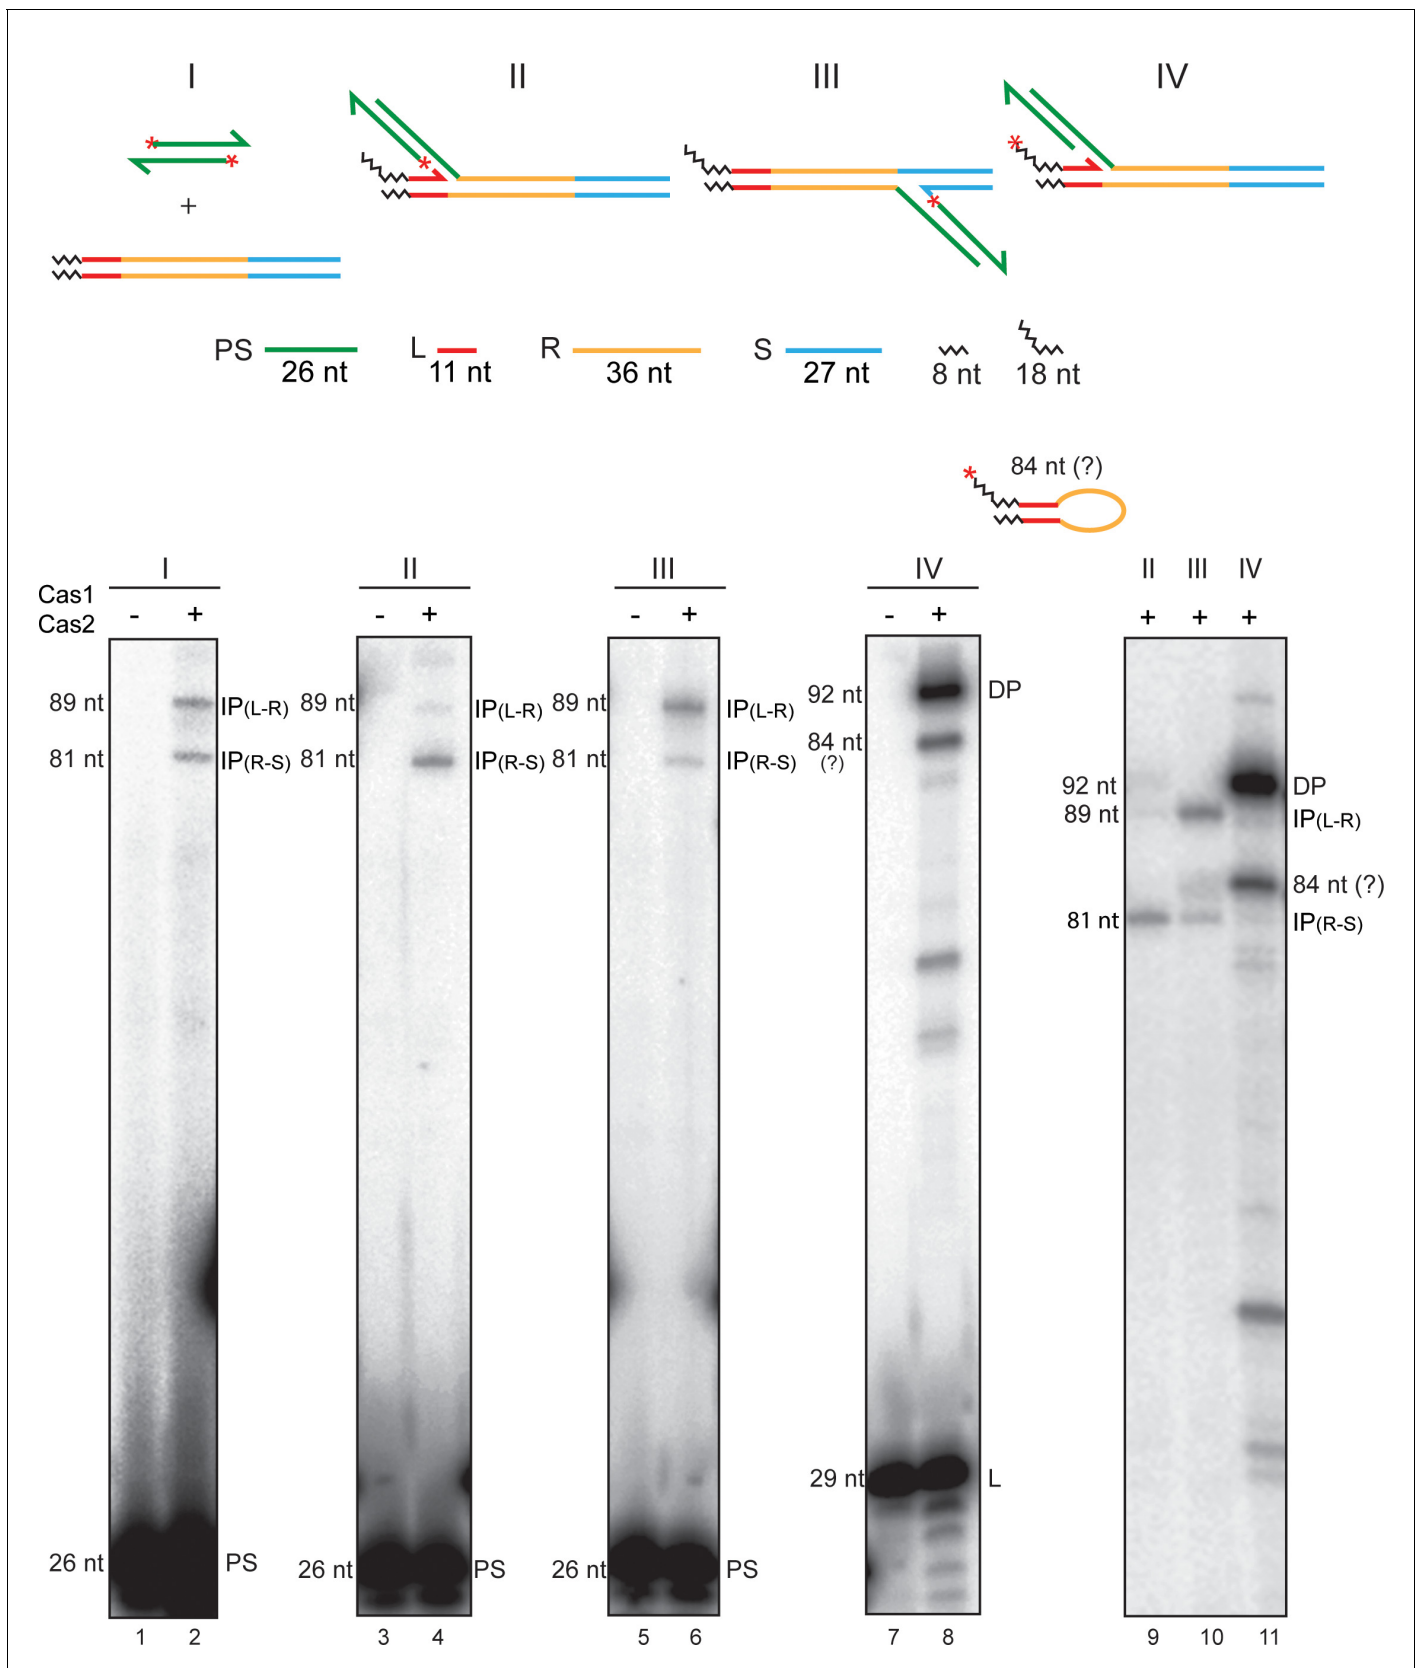 I II III IV
* * * * *
+
PS L R S
26 nt 11 nt 36 nt 27 nt 8 nt 18 nt
* 84 nt (?)
I II III IV II III IV
Cas1
Cas2 - + - + - + - + + + +
89 nt IP(L-R) 89 nt IP(L-R) 89 nt IP(L-R) 92 nt DP
81 nt IP(R-S) 81 nt IP(R-S) 81 nt IP(R-S) 84 nt
(?)
92 nt DP
89 nt IP(L-R)
84 nt (?)
81 nt IP(R-S)
29 nt L
26 nt PS 26 nt PS 26 nt PS
1 2 3 4 5 6 7 8 9 10 11